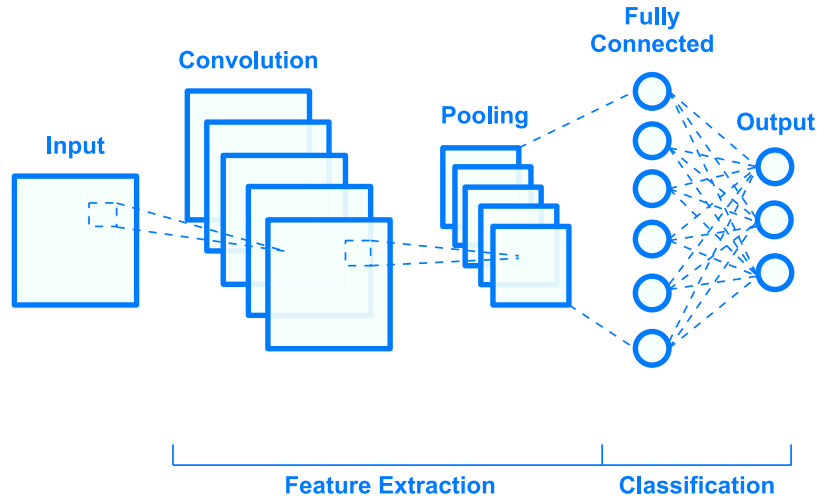 Fully
Connected
Convolution
Pooling
Output
Input
Feature Extraction
Classification